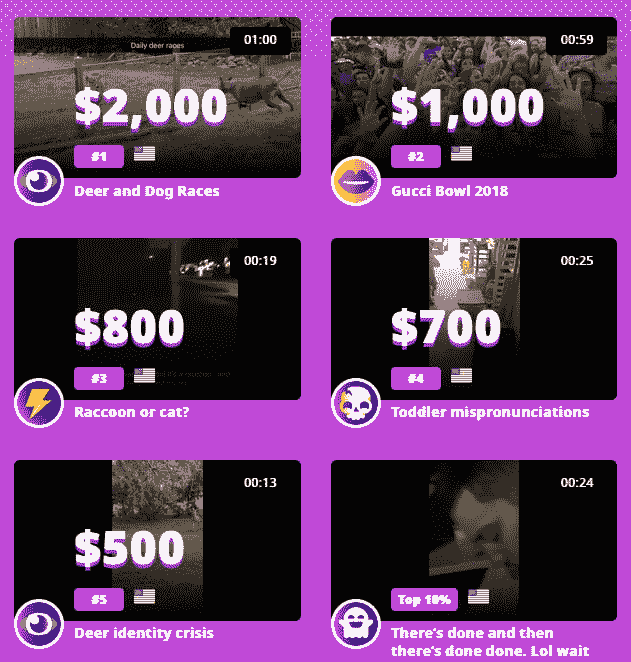 Daily deer races
01:00
$2,000
#1
Deer and Dog Races
00:59
$1,000
#2
Gucci Bowl 2018
00:19
$800
#3
Raccoon or cat?
00:25
$700
#4
Toddler mispronunciations
00:13
$500
#5
Deer identity crisis
00:24
Top 10%
There's done and then
there's done done. Lol wait